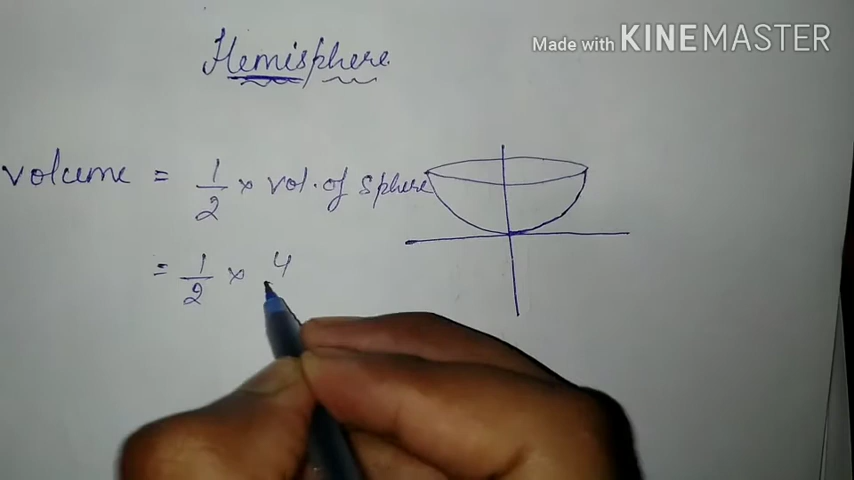 Made with KINEMASTER
Hemisphere
volume = 1/2 × vol. of sphere
= 1/2 × 4